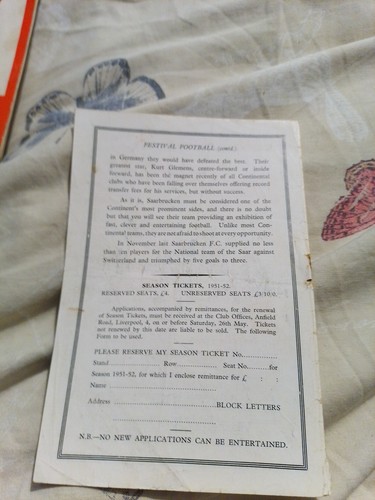 FESTIVAL FOOTBALL (contd.)
in Germany they would have defeated the best. Their
greatest star, Kurt Clemens, centre-forward or inside
forward, has been the magnet recently of all Continental
clubs who have been falling over themselves offering record
transfer fees for his services, but without success.
As it is, Saarbrucken must be considered one of the
Continent's most prominent sides, and there is no doubt
but that you will see their team providing an exhibition of
fast, clever and entertaining football. Unlike most Con-
tinental teams, they are not afraid to shoot at every opportunity.
In November last Saarbrücken F.C. supplied no less
than players for the National team of the Saar against
Switzerland and triumphed by five goals to three.
SEASON TICKETS, 1951-52.
RESERVED SEATS, £4. UNRESERVED SEATS £3/10/0.
Applications, accompanied by remittances, for the renewal
of Season Tickets, must be received at the Club Offices, Anfield
Road, Liverpool, 4, on or before Saturday, 26th May. Tickets
not renewed by this date are liable to be sold. The following
Form to be used.
PLEASE RESERVE MY SEASON TICKET No.............
Stand .................. Row .............. Seat No.........for
Season 1951-52, for which I enclose remittance for £ : :
Name ..........................................................
Address .......................................BLOCK LETTERS
N.B.—NO NEW APPLICATIONS CAN BE ENTERTAINED.